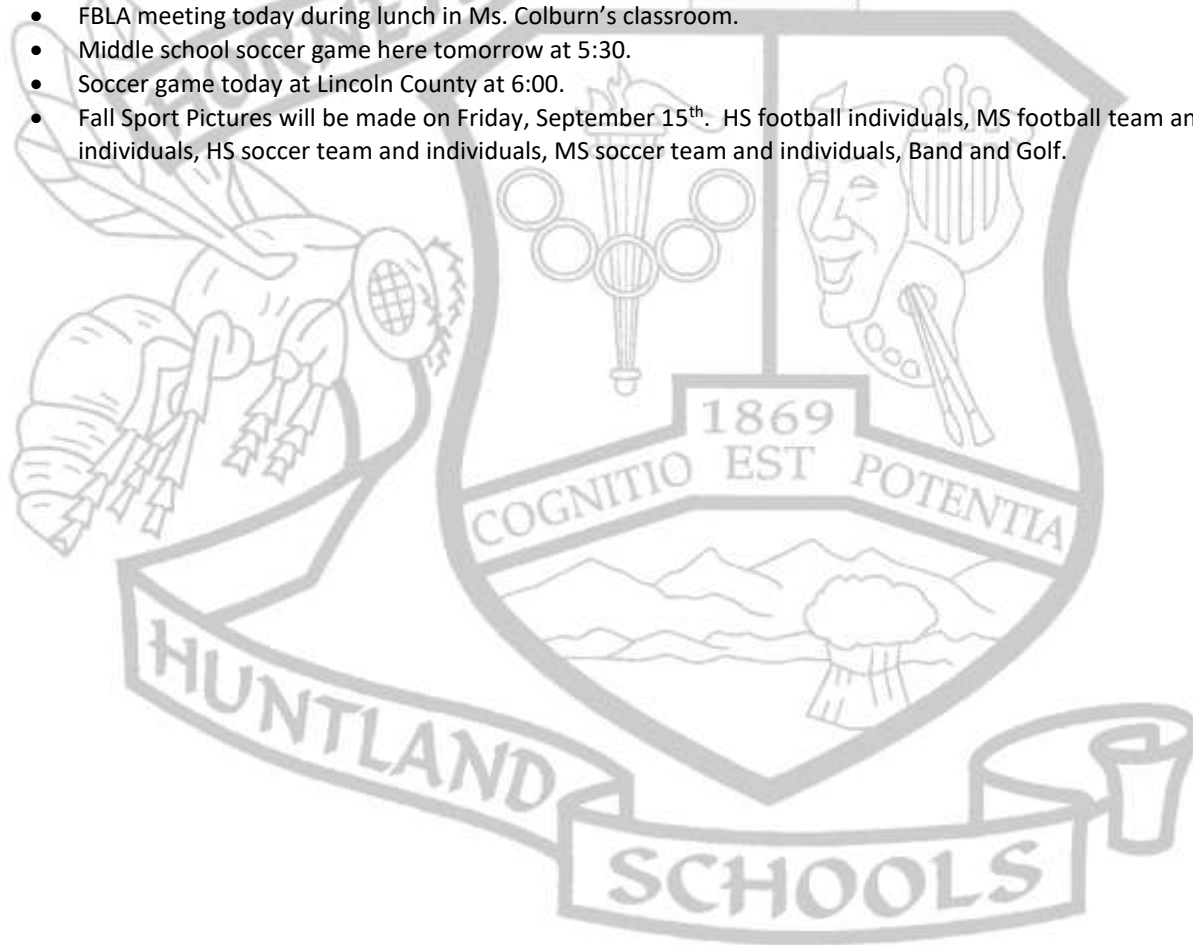 • FBLA meeting today during lunch in Ms. Colburn’s classroom.
• Middle school soccer game here tomorrow at 5:30.
• Soccer game today at Lincoln County at 6:00.
• Fall Sport Pictures will be made on Friday, September 15th. HS football individuals, MS football team an
individuals, HS soccer team and individuals, MS soccer team and individuals, Band and Golf.
1869
COGNITIO EST POTENTIA
HUNTLAND
SCHOOLS